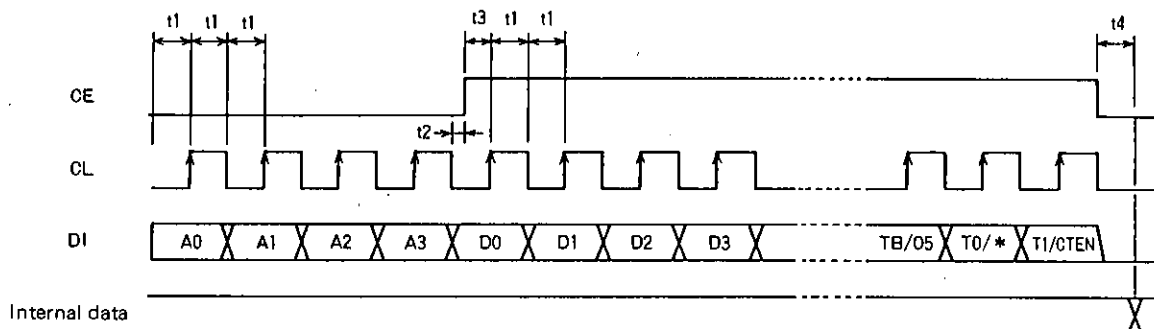 t1 t1 t1 t3 t1 t1 t4
CE
t2
CL
DI A0 A1 A2 A3 D0 D1 D2 D3 TB/05 T0/* T1/CTEN
Internal data